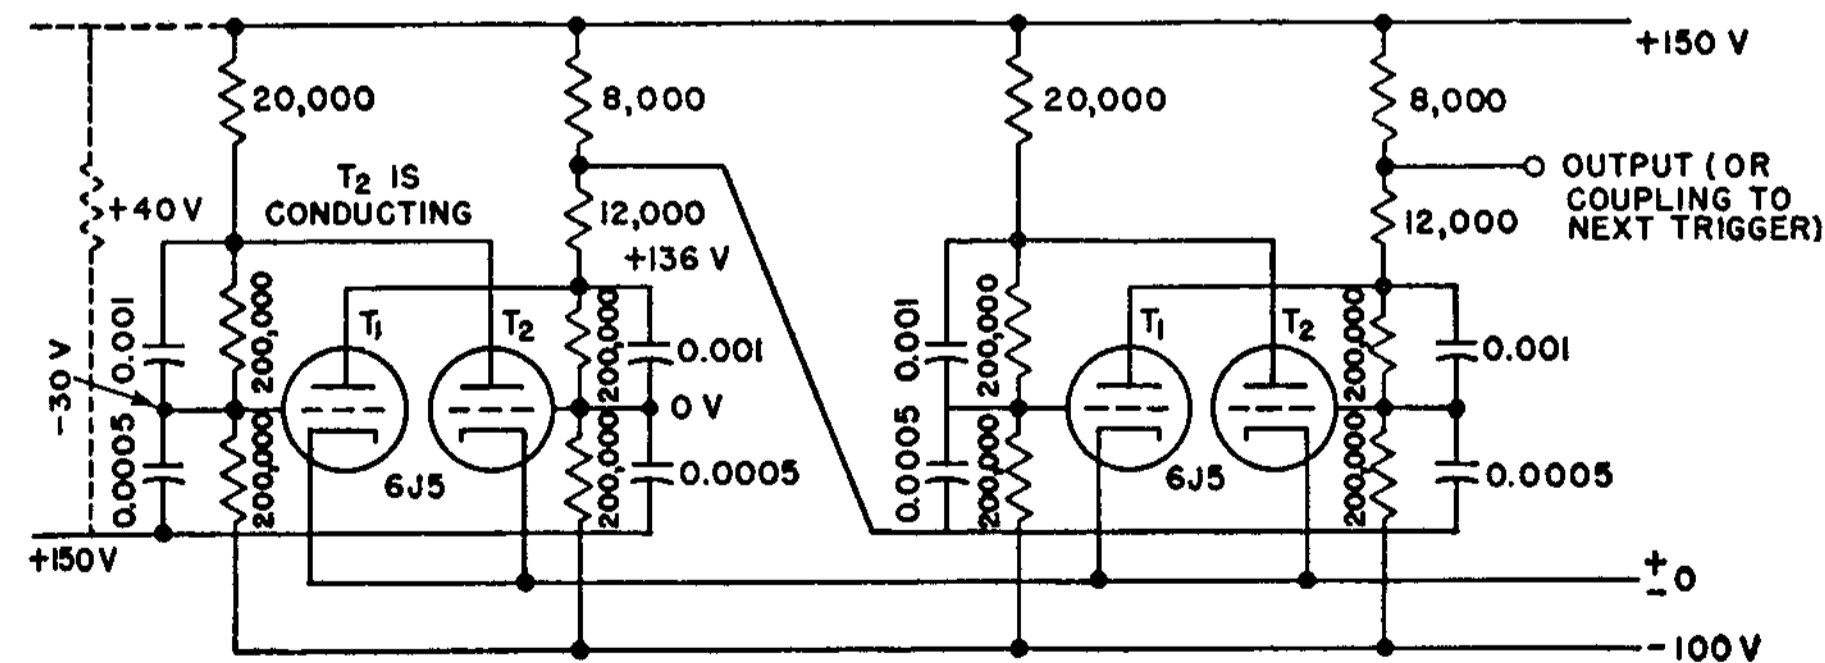 +150 V
20,000
8,000
20,000
8,000
T2 IS
CONDUCTING
+40 V
12,000
+136 V
OUTPUT (OR
COUPLING TO
NEXT TRIGGER)
12,000
0.001
200,000
T1
T2
200,000
0.001
0.001
200,000
T1
T2
200,000
0.001
-30 V
0 V
0.0005
200,000
6J5
200,000
0.0005
0.0005
200,000
6J5
200,000
0.0005
+150 V
± 0
-100 V